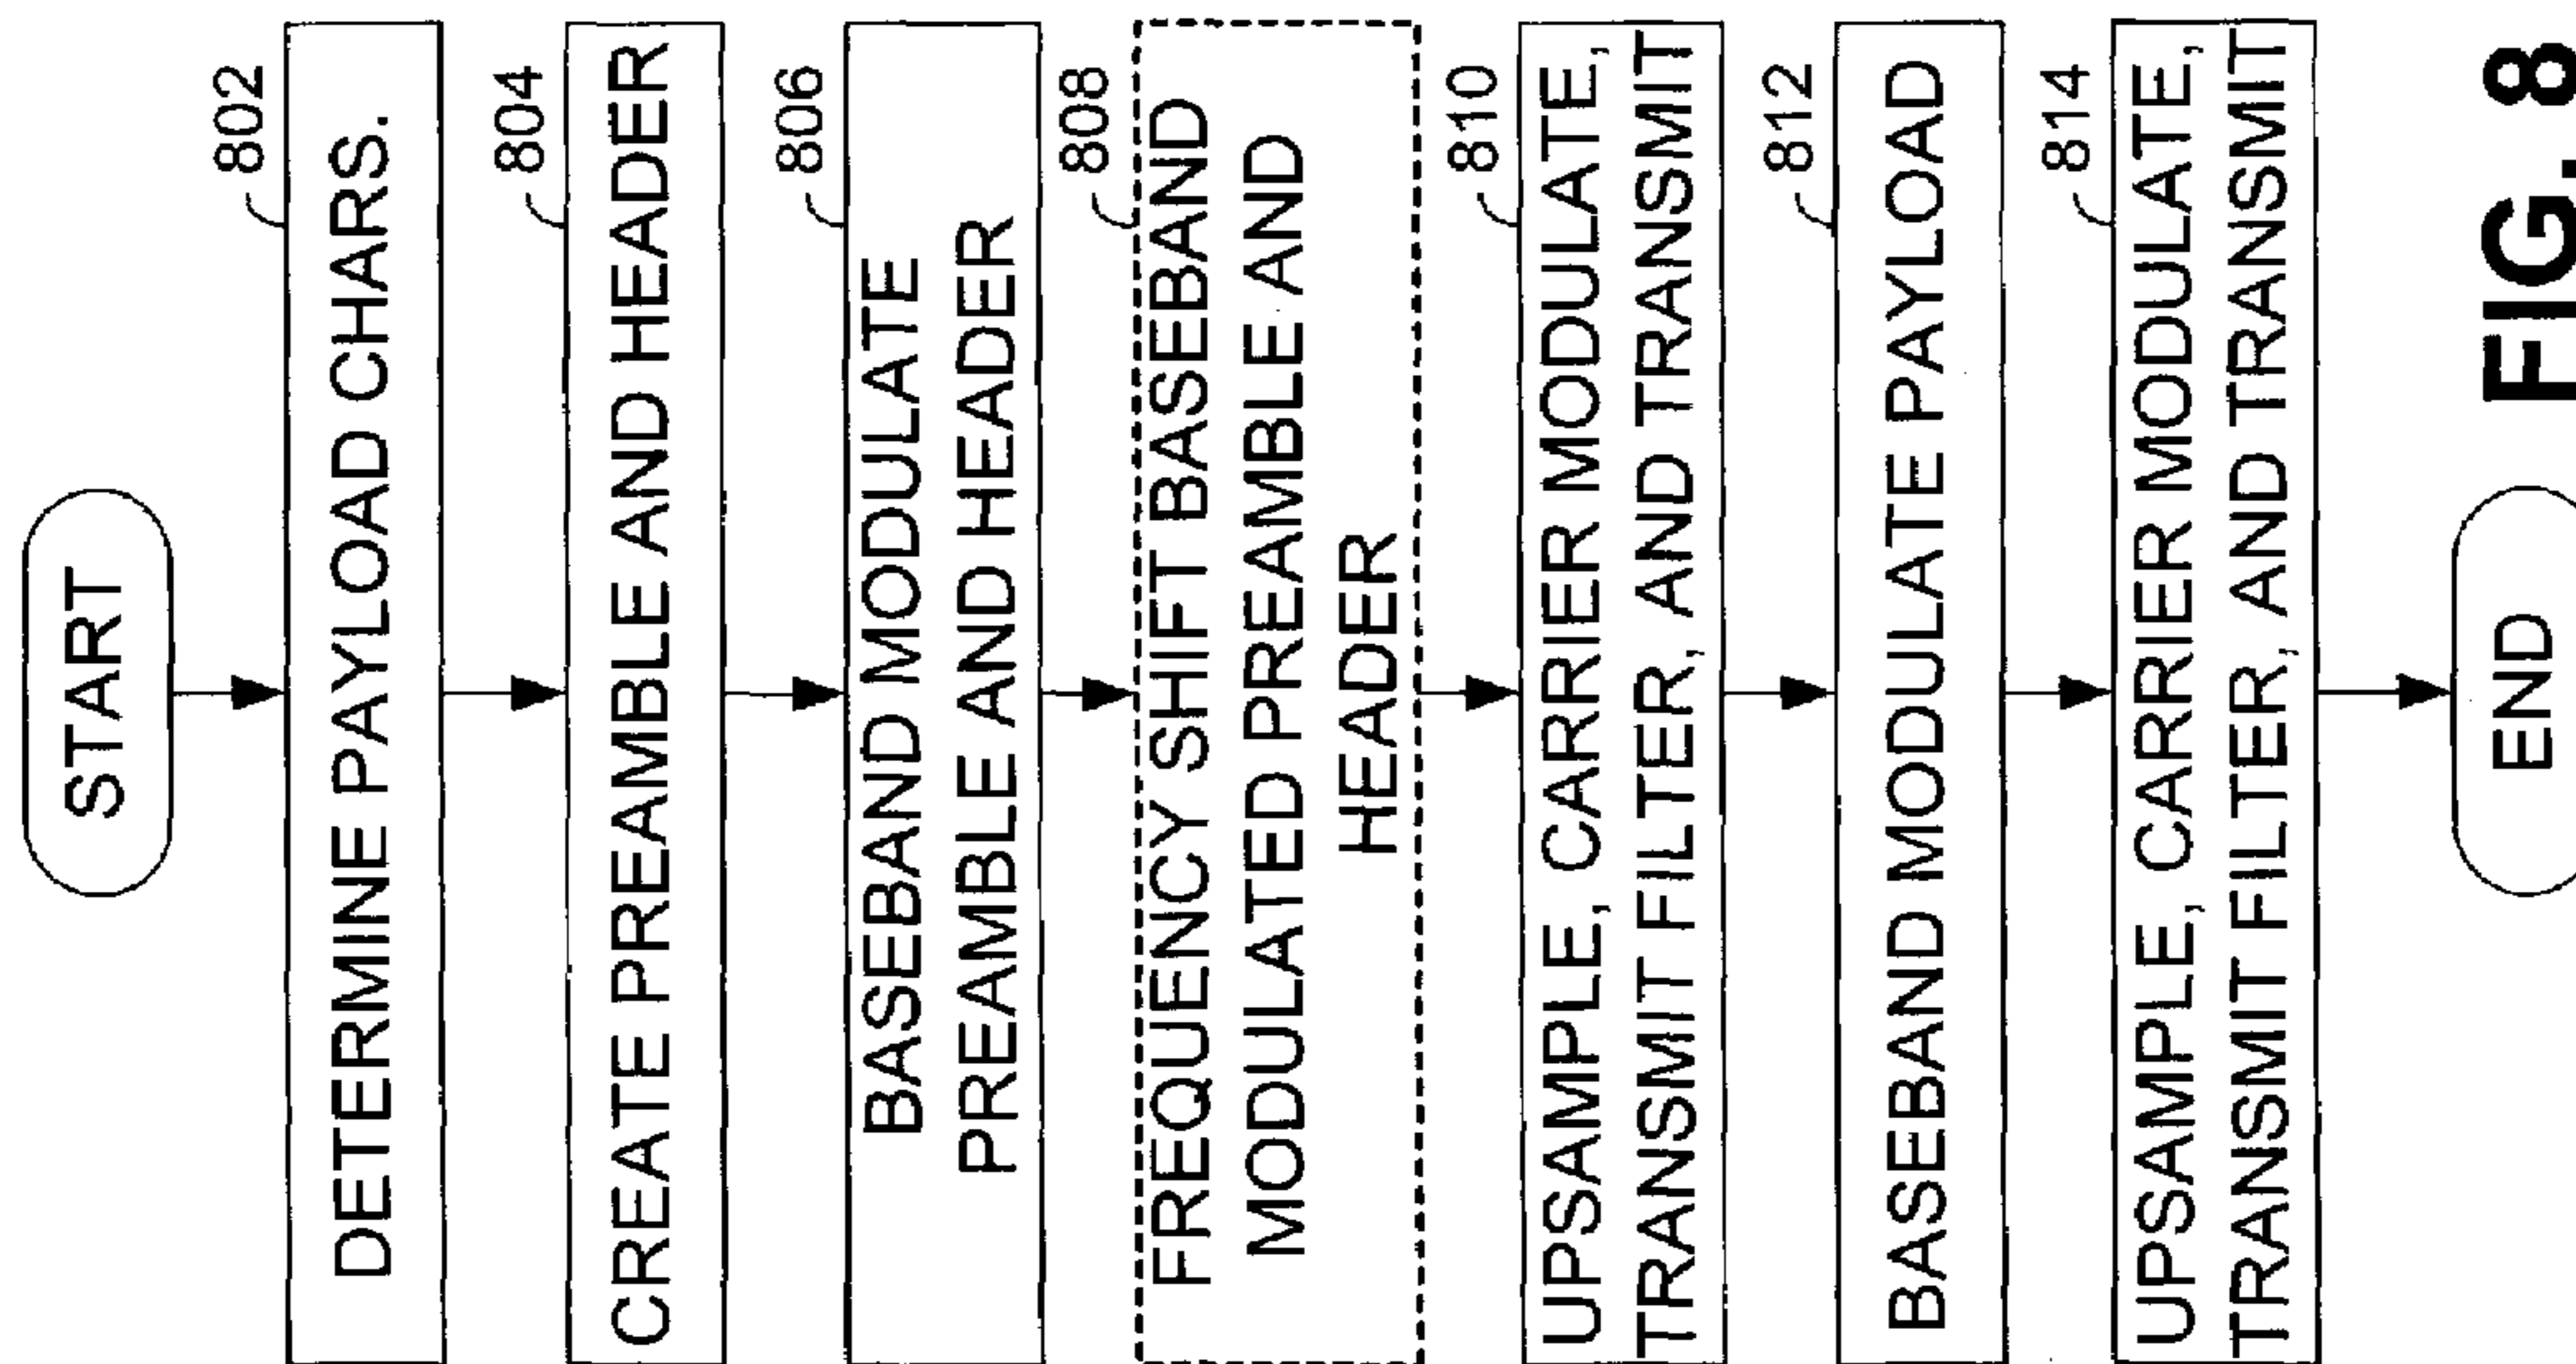 START
802
DETERMINE PAYLOAD CHARS.
804
CREATE PREAMBLE AND HEADER
806
BASEBAND MODULATE
PREAMBLE AND HEADER
808
FREQUENCY SHIFT BASEBAND
MODULATED PREAMBLE AND
HEADER
810
UPSAMPLE, CARRIER MODULATE,
TRANSMIT FILTER, AND TRANSMIT
812
BASEBAND MODULATE PAYLOAD
814
UPSAMPLE, CARRIER MODULATE,
TRANSMIT FILTER, AND TRANSMIT
END
FIG. 8